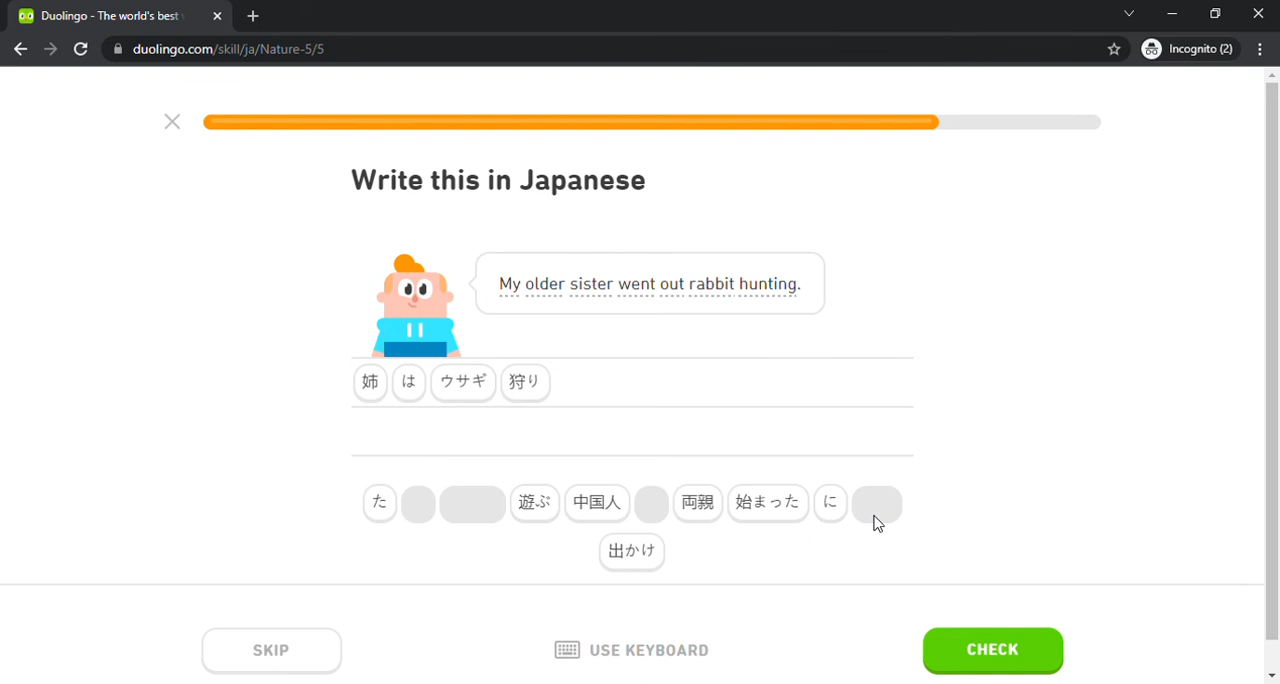 Duolingo - The world's best
duolingo.com/skill/ja/Nature-5/5
Incognito (2)
Write this in Japanese
My older sister went out rabbit hunting.
姉 は ウサギ 狩り
た 遊ぶ 中国人 両親 始まった に
出かけ
SKIP
USE KEYBOARD
CHECK